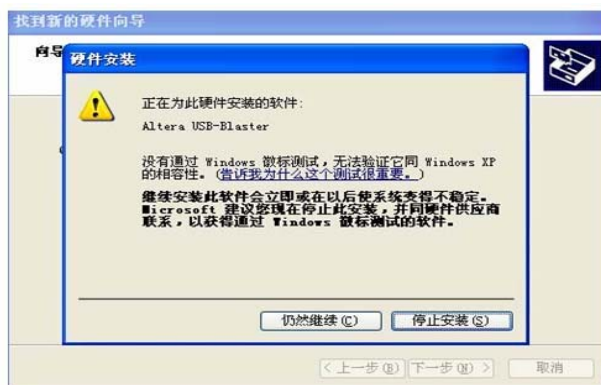 找到新的硬件向导
向导
硬件安装
正在为此硬件安装的软件:
Altera USB-Blaster
没有通过 Windows 徽标测试，无法验证它同 Windows XP
的相容性。(告诉我为什么这个测试很重要。)
继续安装此软件会立即或在以后使系统变得不稳定。
Microsoft 建议您现在停止此安装，并同硬件供应商
联系，以获得通过 Windows 徽标测试的软件。
仍然继续(C) 停止安装(S)
<上一步(B) 下一步(N)> 取消